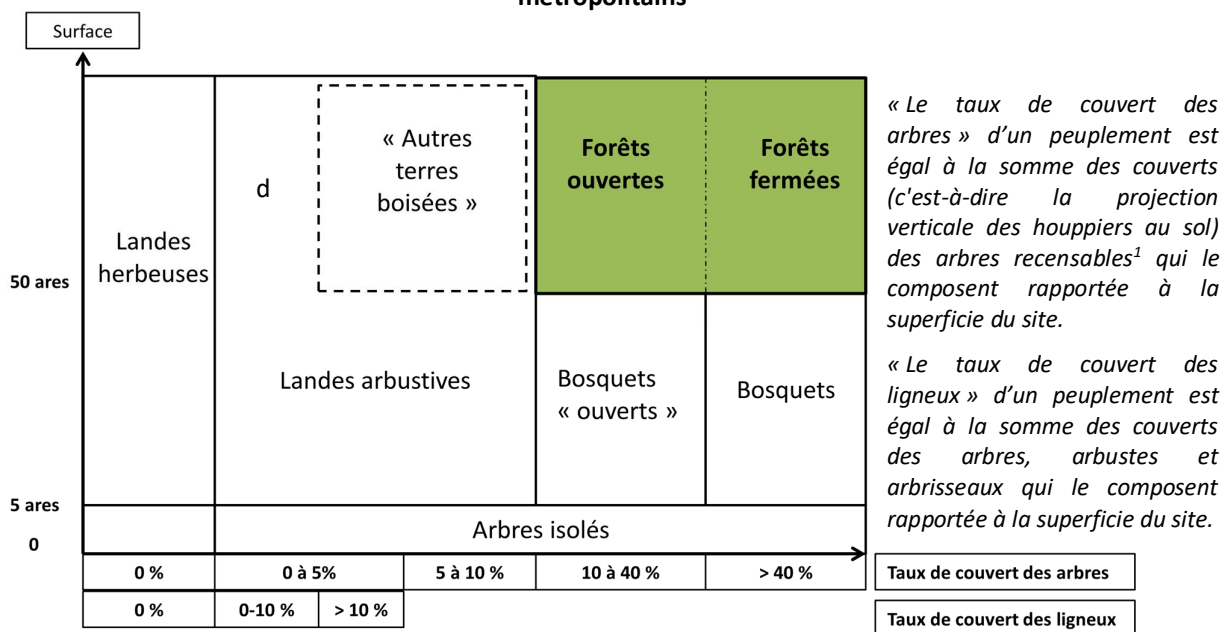 métropolitains
Surface
50 ares
5 ares
0
Landes
herbeuses
d
« Autres
terres
boisées »
Forêts
ouvertes
Forêts
fermées
Landes arbustives
Bosquets
« ouverts »
Bosquets
Arbres isolés
0 %
0 à 5%
5 à 10 %
10 à 40 %
> 40 %
Taux de couvert des arbres
0 %
0-10 %
> 10 %
Taux de couvert des ligneux
« Le taux de couvert des
arbres » d’un peuplement est
égal à la somme des couverts
(c'est-à-dire la projection
verticale des houppiers au sol)
des arbres recensables¹ qui le
composent rapportée à la
superficie du site.
« Le taux de couvert des
ligneux » d’un peuplement est
égal à la somme des couverts
des arbres, arbustes et
arbrisseaux qui le composent
rapportée à la superficie du site.